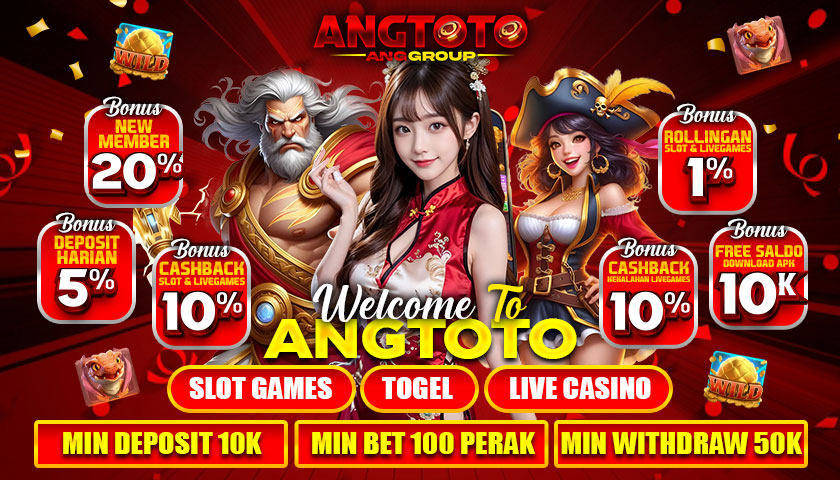 ANGTOTO
ANGGROUP
Bonus
NEW
MEMBER
20%
Bonus
DEPOSIT
HARIAN
5%
Bonus
CASHBACK
SLOT & LIVEGAMES
10%
Bonus
ROLLINGAN
SLOT & LIVEGAMES
1%
Bonus
CASHBACK
KEKALAHAN LIVEGAMES
10%
Bonus
FREE SALDO
DOWNLOAD APK
10K
WILD
WILD
Welcome To
ANGTOTO
SLOT GAMES
TOGEL
LIVE CASINO
MIN DEPOSIT 10K
MIN BET 100 PERAK
MIN WITHDRAW 50K